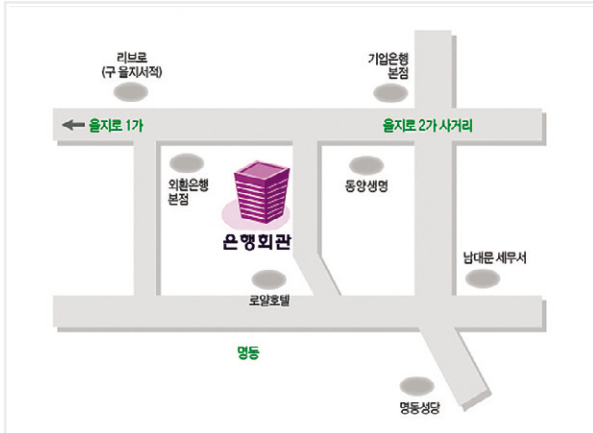 리브로
(구 을지서적)
기업은행
본점
을지로 1가
을지로 2가 사거리
외환은행
본점
동양생명
은행회관
남대문 세무서
로얄호텔
명동
명동성당